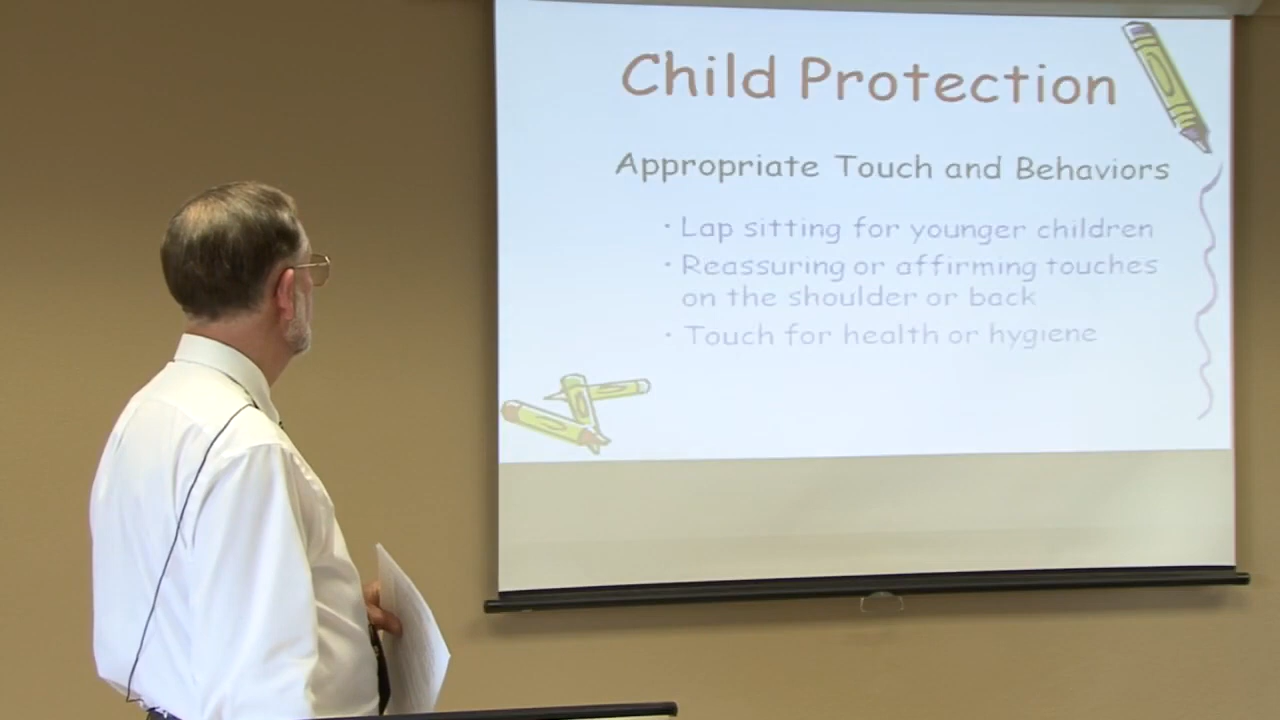 Child Protection
Appropriate Touch and Behaviors
· Lap sitting for younger children
· Reassuring or affirming touches
on the shoulder or back
· Touch for health or hygiene